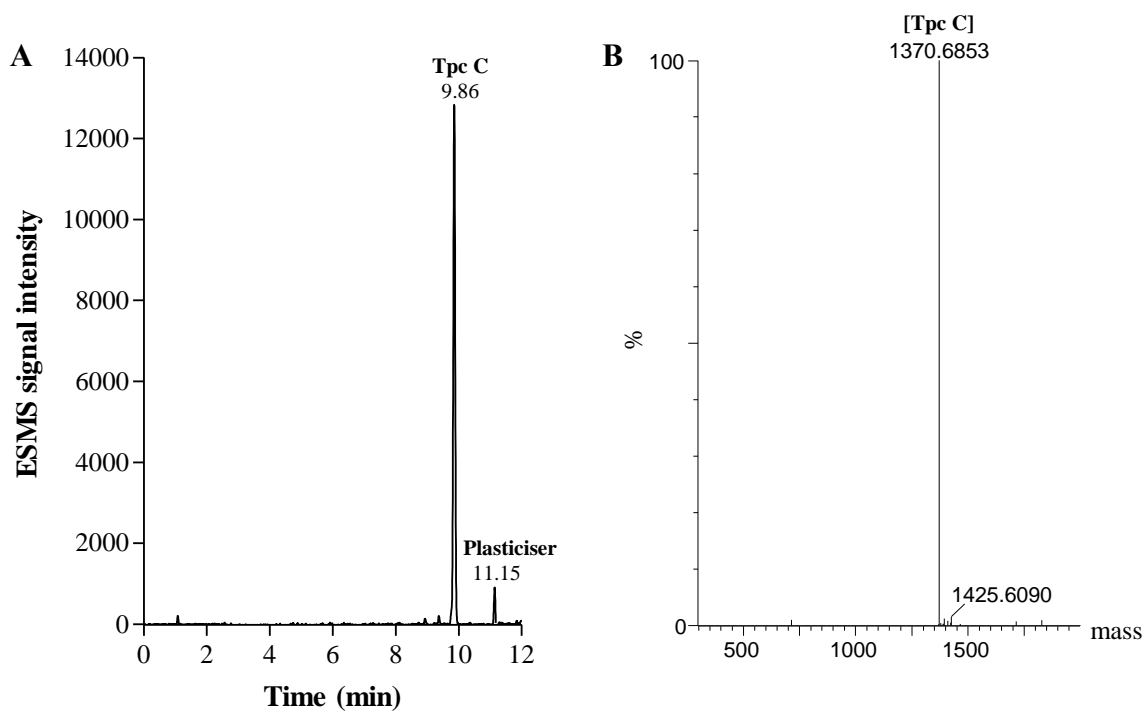 A
14000
12000
10000
8000
6000
4000
2000
0
ESMS signal intensity
Tpc C
9.86
Plasticiser
11.15
0 2 4 6 8 10 12
Time (min)
B
[Tpc C]
1370.6853
100
%
0
1425.6090
500 1000 1500 mass